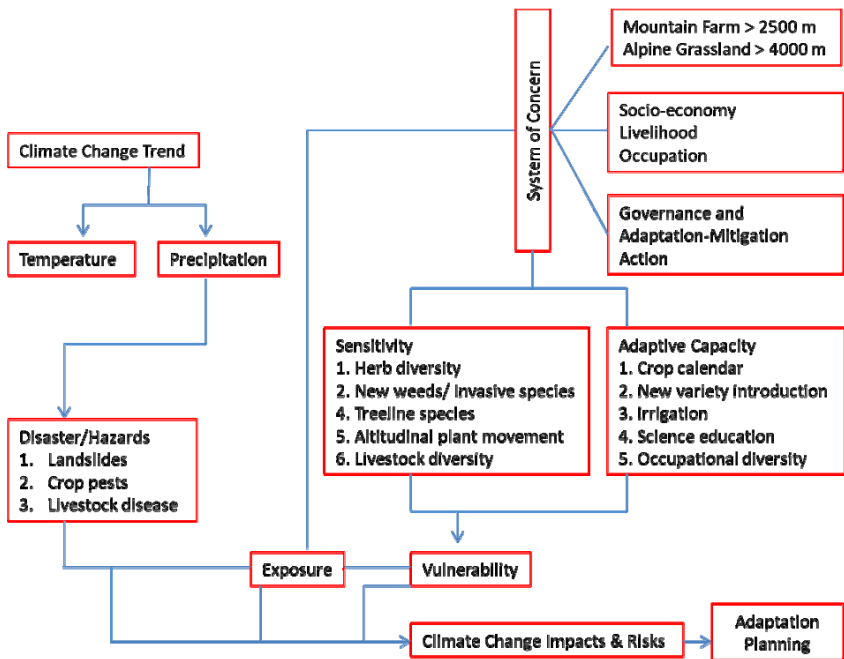 Mountain Farm > 2500 m
Alpine Grassland > 4000 m
System of Concern
Socio-economy
Livelihood
Occupation
Climate Change Trend
Governance and
Adaptation-Mitigation
Action
Temperature
Precipitation
Sensitivity
1. Herb diversity
2. New weeds/ invasive species
4. Treeline species
5. Altitudinal plant movement
6. Livestock diversity
Adaptive Capacity
1. Crop calendar
2. New variety introduction
3. Irrigation
4. Science education
5. Occupational diversity
Disaster/Hazards
1. Landslides
2. Crop pests
3. Livestock disease
Exposure
Vulnerability
Climate Change Impacts & Risks
Adaptation
Planning